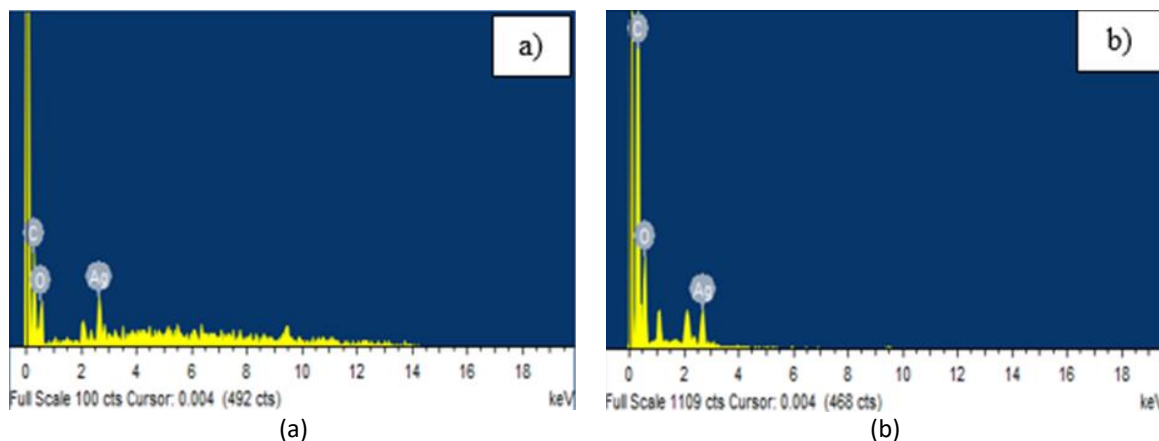 a)
C
O
Ag
0 2 4 6 8 10 12 14 16 18
Full Scale 100 cts Cursor: 0.004 (492 cts) keV
(a)
b)
C
O
Ag
0 2 4 6 8 10 12 14 16 18
Full Scale 1109 cts Cursor: 0.004 (468 cts) keV
(b)